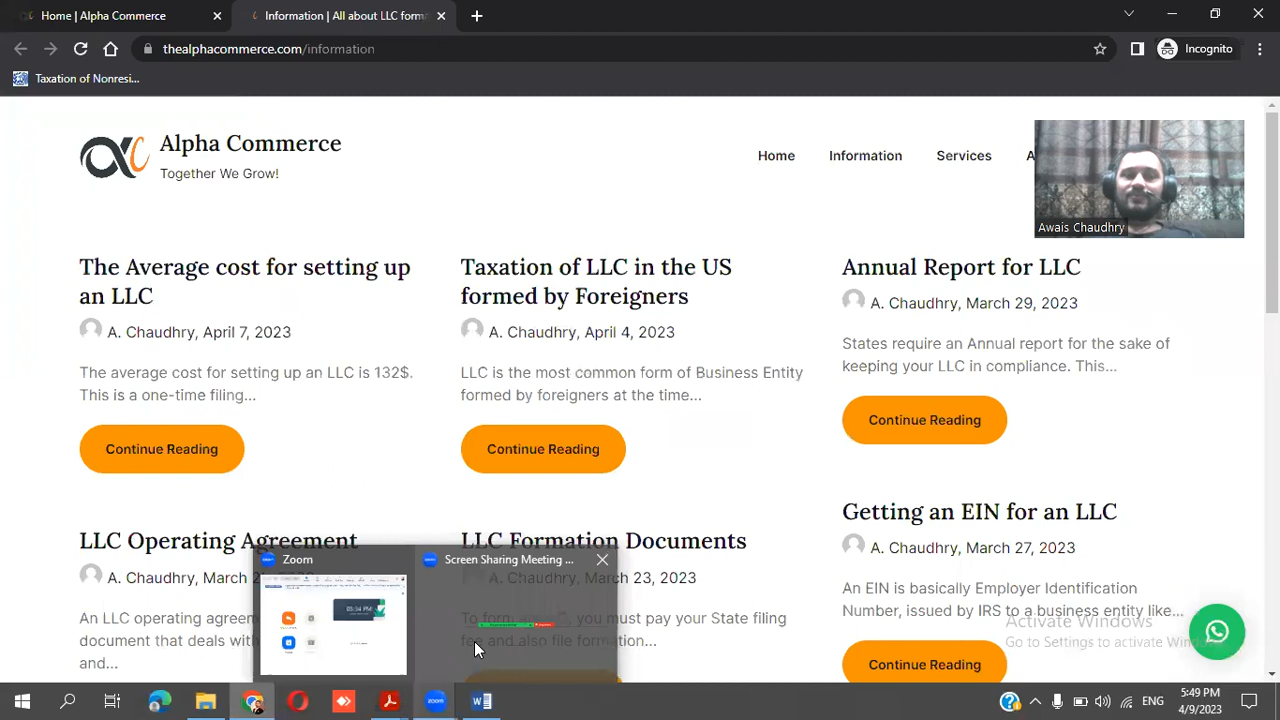 Home | Alpha Commerce
Information | All about LLC form
thealphacommerce.com/information
Incognito
Taxation of Nonresi...
Alpha Commerce
Together We Grow!
Home Information Services A
Awais Chaudhry
The Average cost for setting up
an LLC
A. Chaudhry, April 7, 2023
The average cost for setting up an LLC is 132$.
This is a one-time filing...
Continue Reading
Taxation of LLC in the US
formed by Foreigners
A. Chaudhry, April 4, 2023
LLC is the most common form of Business Entity
formed by foreigners at the time...
Continue Reading
Annual Report for LLC
A. Chaudhry, March 29, 2023
States require an Annual report for the sake of
keeping your LLC in compliance. This...
Continue Reading
LLC Operating Agreement
A. Chaudhry,
An LLC operating
document that deals
and...
LLC Formation Documents
A. Chaudhry, March 23, 2023
To form an, you must pay your State filing
fee and also file formation...
Getting an EIN for an LLC
A. Chaudhry, March 27, 2023
An EIN is basically Employer Identification
Number, issued by IRS to a business entity like...
Continue Reading
Activate Windows
Go to Settings to activate
Zoom
Screen Sharing Meeting ...
05:34 PM
zoom
ENG
5:49 PM
4/9/2023